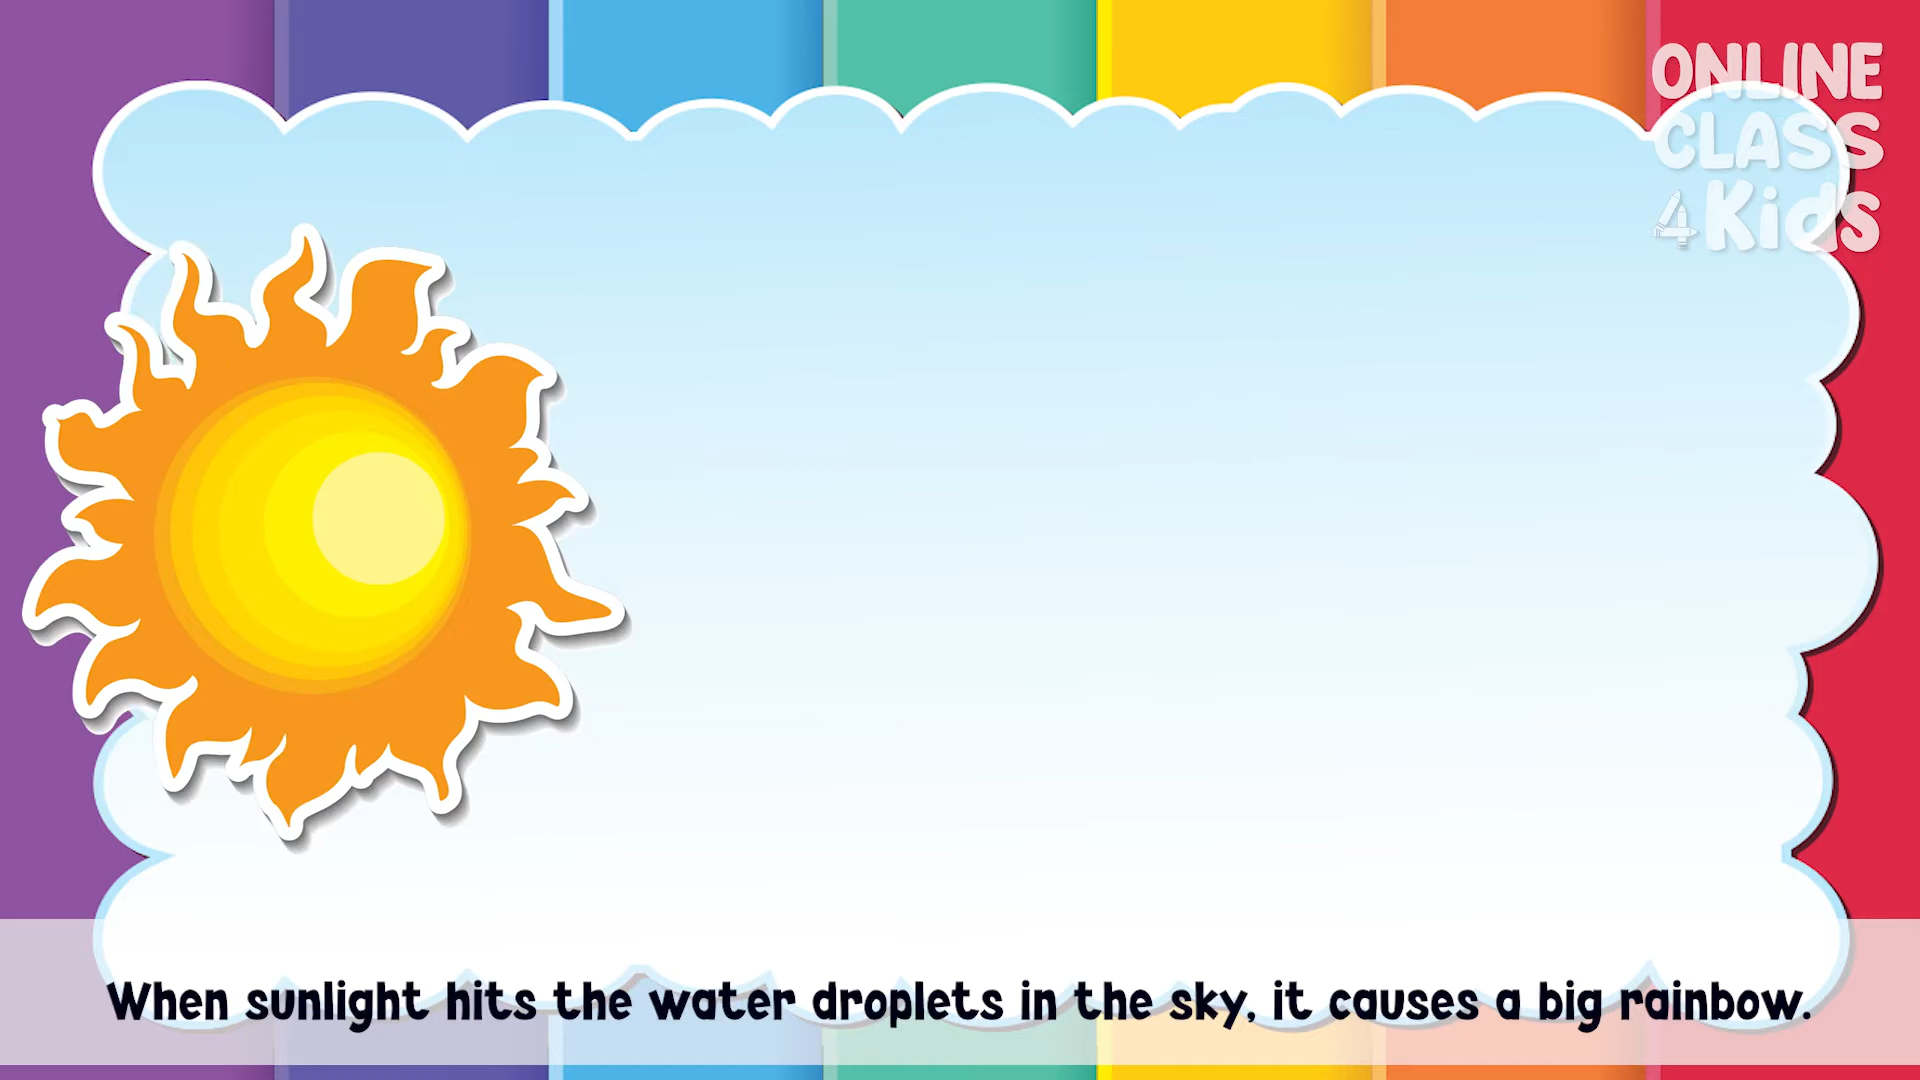 ONLINE
CLASS
4Kids
When sunlight hits the water droplets in the sky, it causes a big rainbow.